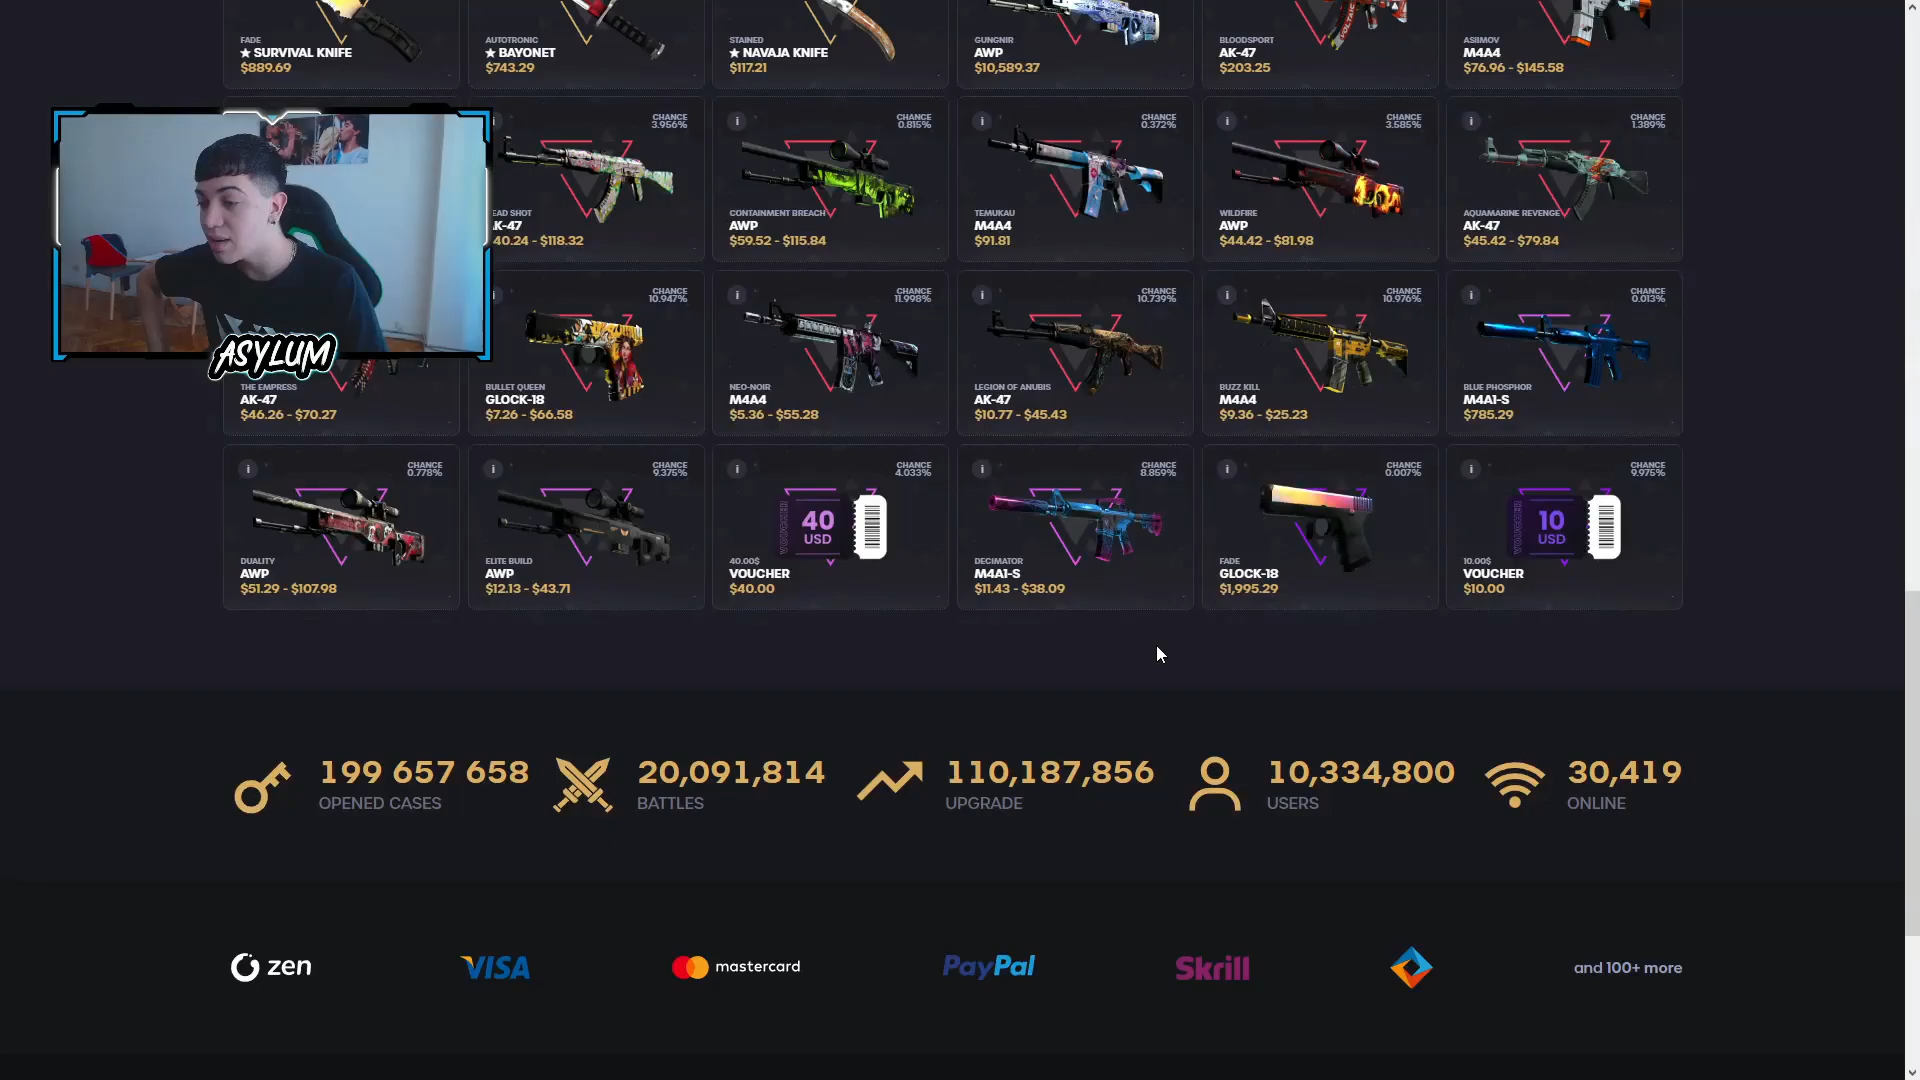 FADE
★ SURVIVAL KNIFE
$889.69
AUTOTRONIC
★ BAYONET
$743.29
STAINED
★ NAVAJA KNIFE
$117.21
GUNGNIR
AWP
$10,589.37
BLOODSPORT
AK-47
$203.25
ASIIMOV
M4A4
$76.96 - $145.58
CHANCE
3.956%
AK-47
$118.32
CHANCE
0.815%
CONTAINMENT BREACH
AWP
$59.52 - $115.84
CHANCE
0.372%
TEMUKAU
M4A4
$91.81
CHANCE
3.585%
WILDFIRE
AWP
$44.42 - $81.98
CHANCE
1.389%
AQUAMARINE REVENGE
AK-47
$45.42 - $79.84
ASYLUM
THE EMPRESS
AK-47
$46.26 - $70.27
CHANCE
10.947%
BULLET QUEEN
GLOCK-18
$7.26 - $66.58
CHANCE
11.998%
NEO-NOIR
M4A4
$5.36 - $55.28
CHANCE
10.739%
LEGION OF ANUBIS
AK-47
$10.77 - $45.43
CHANCE
10.976%
BUZZ KILL
M4A4
$9.36 - $25.23
CHANCE
0.013%
BLUE PHOSPHOR
M4A1-S
$785.29
CHANCE
0.778%
DUALITY
AWP
$51.29 - $107.98
CHANCE
9.375%
ELITE BUILD
AWP
$12.13 - $43.71
CHANCE
4.033%
VOUCHER
40
USD
40.00$
VOUCHER
$40.00
CHANCE
8.859%
DECIMATOR
M4A1-S
$11.43 - $38.09
CHANCE
0.007%
FADE
GLOCK-18
$1,995.29
CHANCE
9.975%
VOUCHER
10
USD
10.00$
VOUCHER
$10.00
199 657 658
OPENED CASES
20,091,814
BATTLES
110,187,856
UPGRADE
10,334,800
USERS
30,419
ONLINE
zen
VISA
mastercard
PayPal
Skrill
and 100+ more